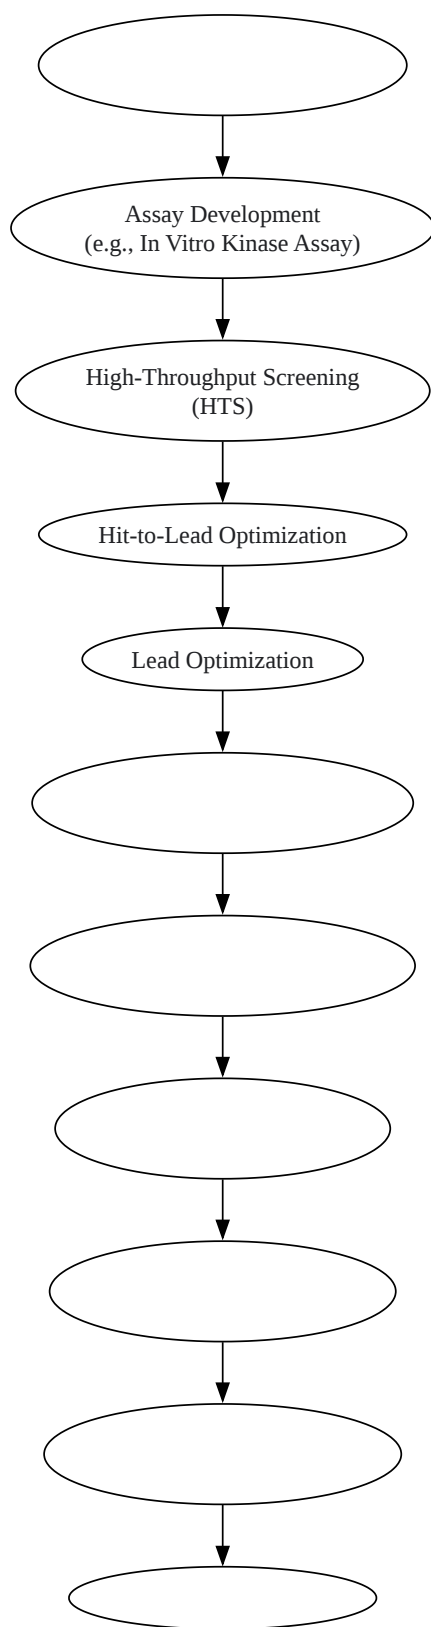 Assay Development
(e.g., In Vitro Kinase Assay)
High-Throughput Screening
(HTS)
Hit-to-Lead Optimization
Lead Optimization